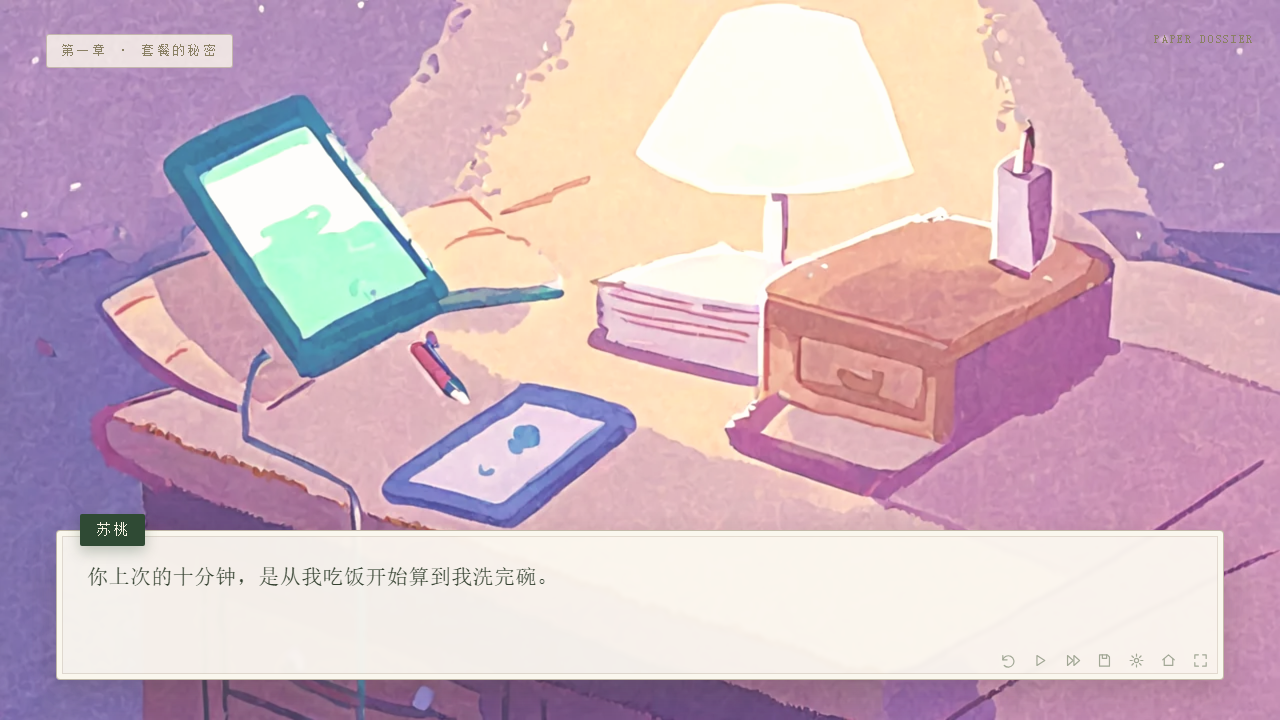 第一章 · 套餐的秘密
PAPER DOSSIER
苏桃
你上次的十分钟，是从我吃饭开始算到我洗完碗。